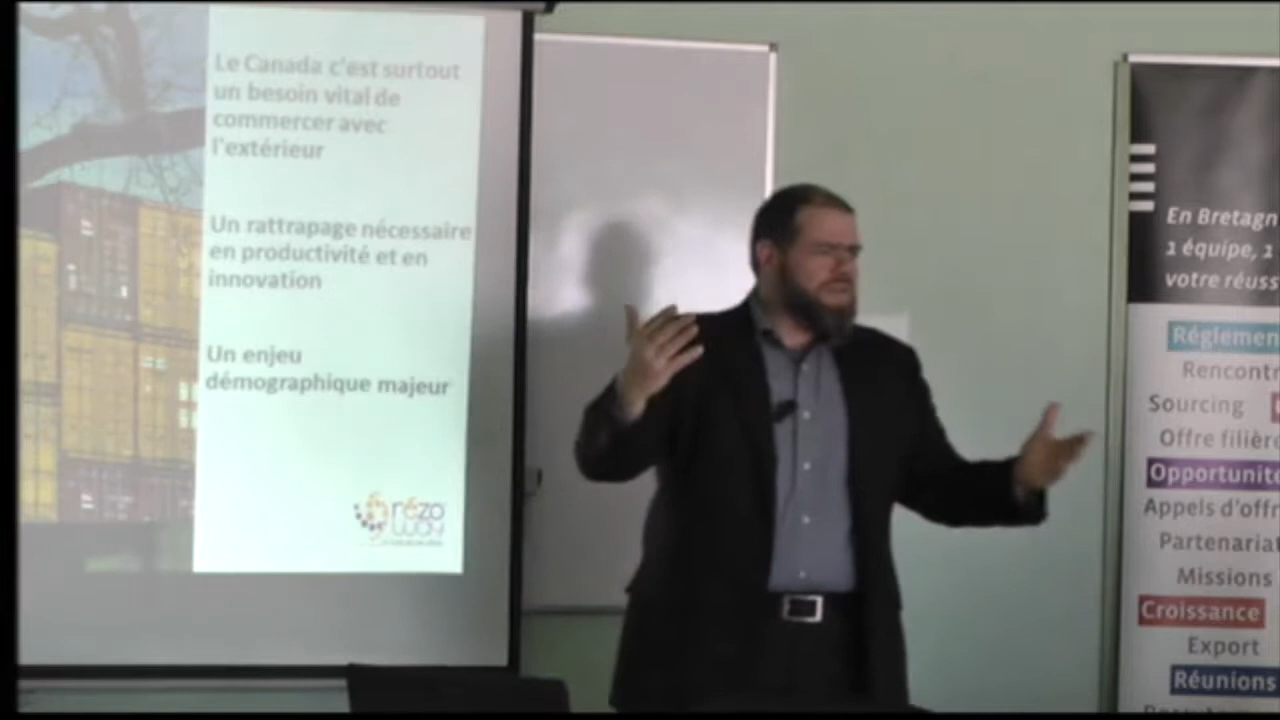 Le Canada c'est surtout
un besoin vital de
commercer avec
l'extérieur
Un rattrapage nécessaire
en productivité et en
innovation
Un enjeu
démographique majeur
rézo
way
En Bretagn
1 équipe, 1
votre réuss
Réglemen
Rencontr
Sourcing
Offre filière
Opportunité
Appels d'offr
Partenariat
Missions
Croissance
Export
Réunions